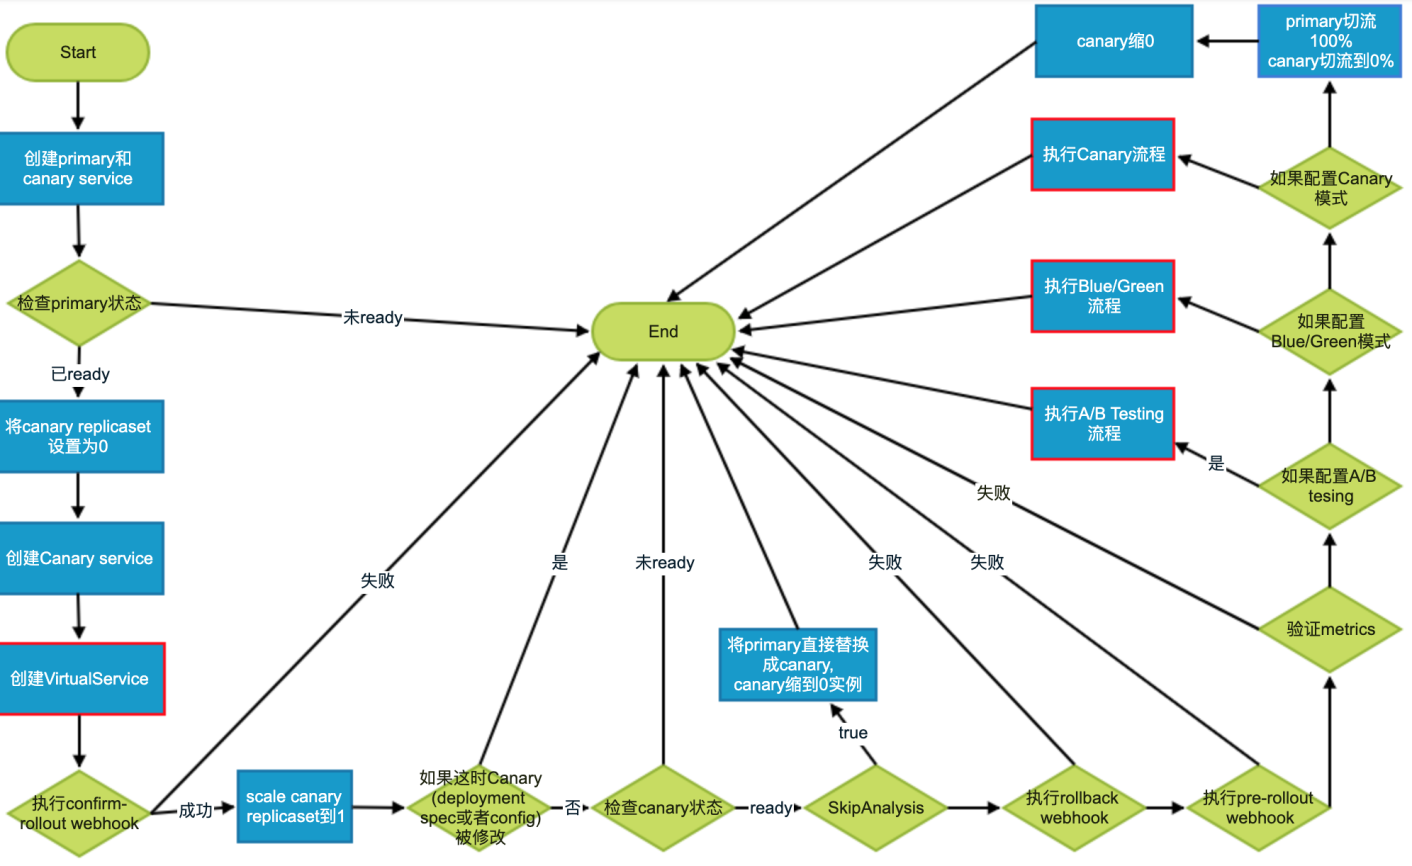 Start
创建primary和
canary service
检查primary状态
未ready
已ready
将canary replicaset
设置为0
创建Canary service
创建VirtualService
执行confirm-
rollout webhook
失败
成功
scale canary
replicaset到1
如果这时Canary
(deployment
spec或者config)
被修改
是
否
检查canary状态
未ready
ready
SkipAnalysis
true
将primary直接替换
成canary,
canary缩到0实例
执行rollback
webhook
失败
执行pre-rollout
webhook
失败
验证metrics
失败
如果配置A/B
tesing
是
执行A/B Testing
流程
如果配置
Blue/Green模式
执行Blue/Green
流程
如果配置Canary
模式
执行Canary流程
primary切流
100%
canary切流到0%
canary缩0
End